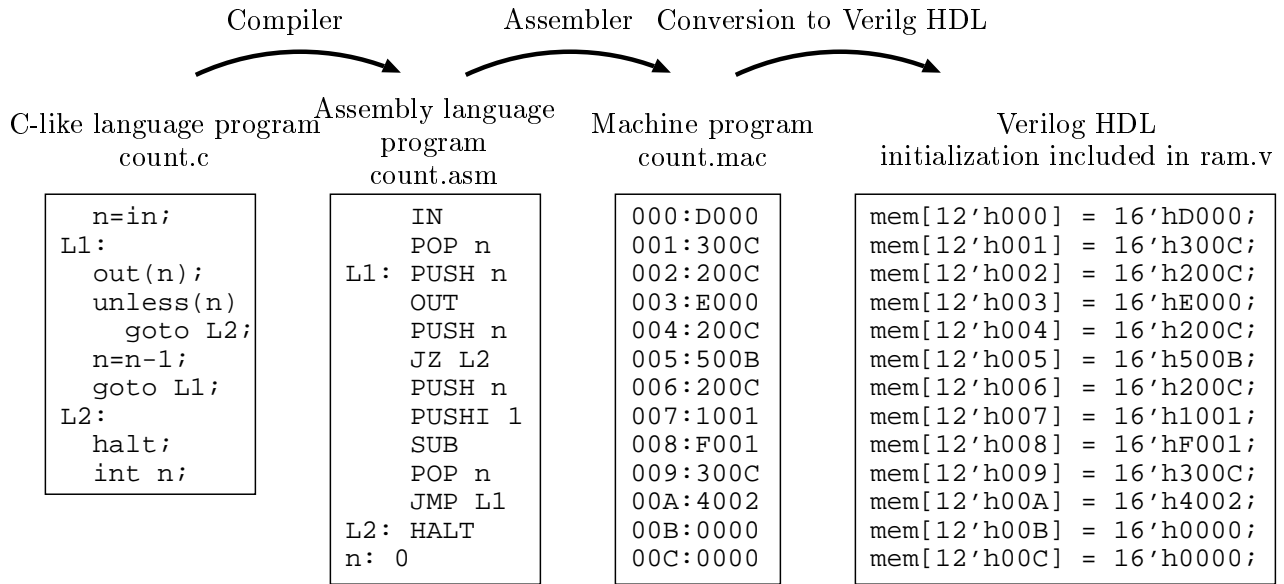 Compiler
Assembler
Conversion to Verilg HDL
C-like language program
count.c
Assembly language
program
count.asm
Machine program
count.mac
Verilog HDL
initialization included in ram.v
n=in;
L1:
out(n);
unless(n)
goto L2;
n=n-1;
goto L1;
L2:
halt;
int n;
IN
POP n
L1: PUSH n
OUT
PUSH n
JZ L2
PUSH n
PUSHI 1
SUB
POP n
JMP L1
L2: HALT
n: 0
000:D000
001:300C
002:200C
003:E000
004:200C
005:500B
006:200C
007:1001
008:F001
009:300C
00A:4002
00B:0000
00C:0000
mem[12'h000] = 16'hD000;
mem[12'h001] = 16'h300C;
mem[12'h002] = 16'h200C;
mem[12'h003] = 16'hE000;
mem[12'h004] = 16'h200C;
mem[12'h005] = 16'h500B;
mem[12'h006] = 16'h200C;
mem[12'h007] = 16'h1001;
mem[12'h008] = 16'hF001;
mem[12'h009] = 16'h300C;
mem[12'h00A] = 16'h4002;
mem[12'h00B] = 16'h0000;
mem[12'h00C] = 16'h0000;